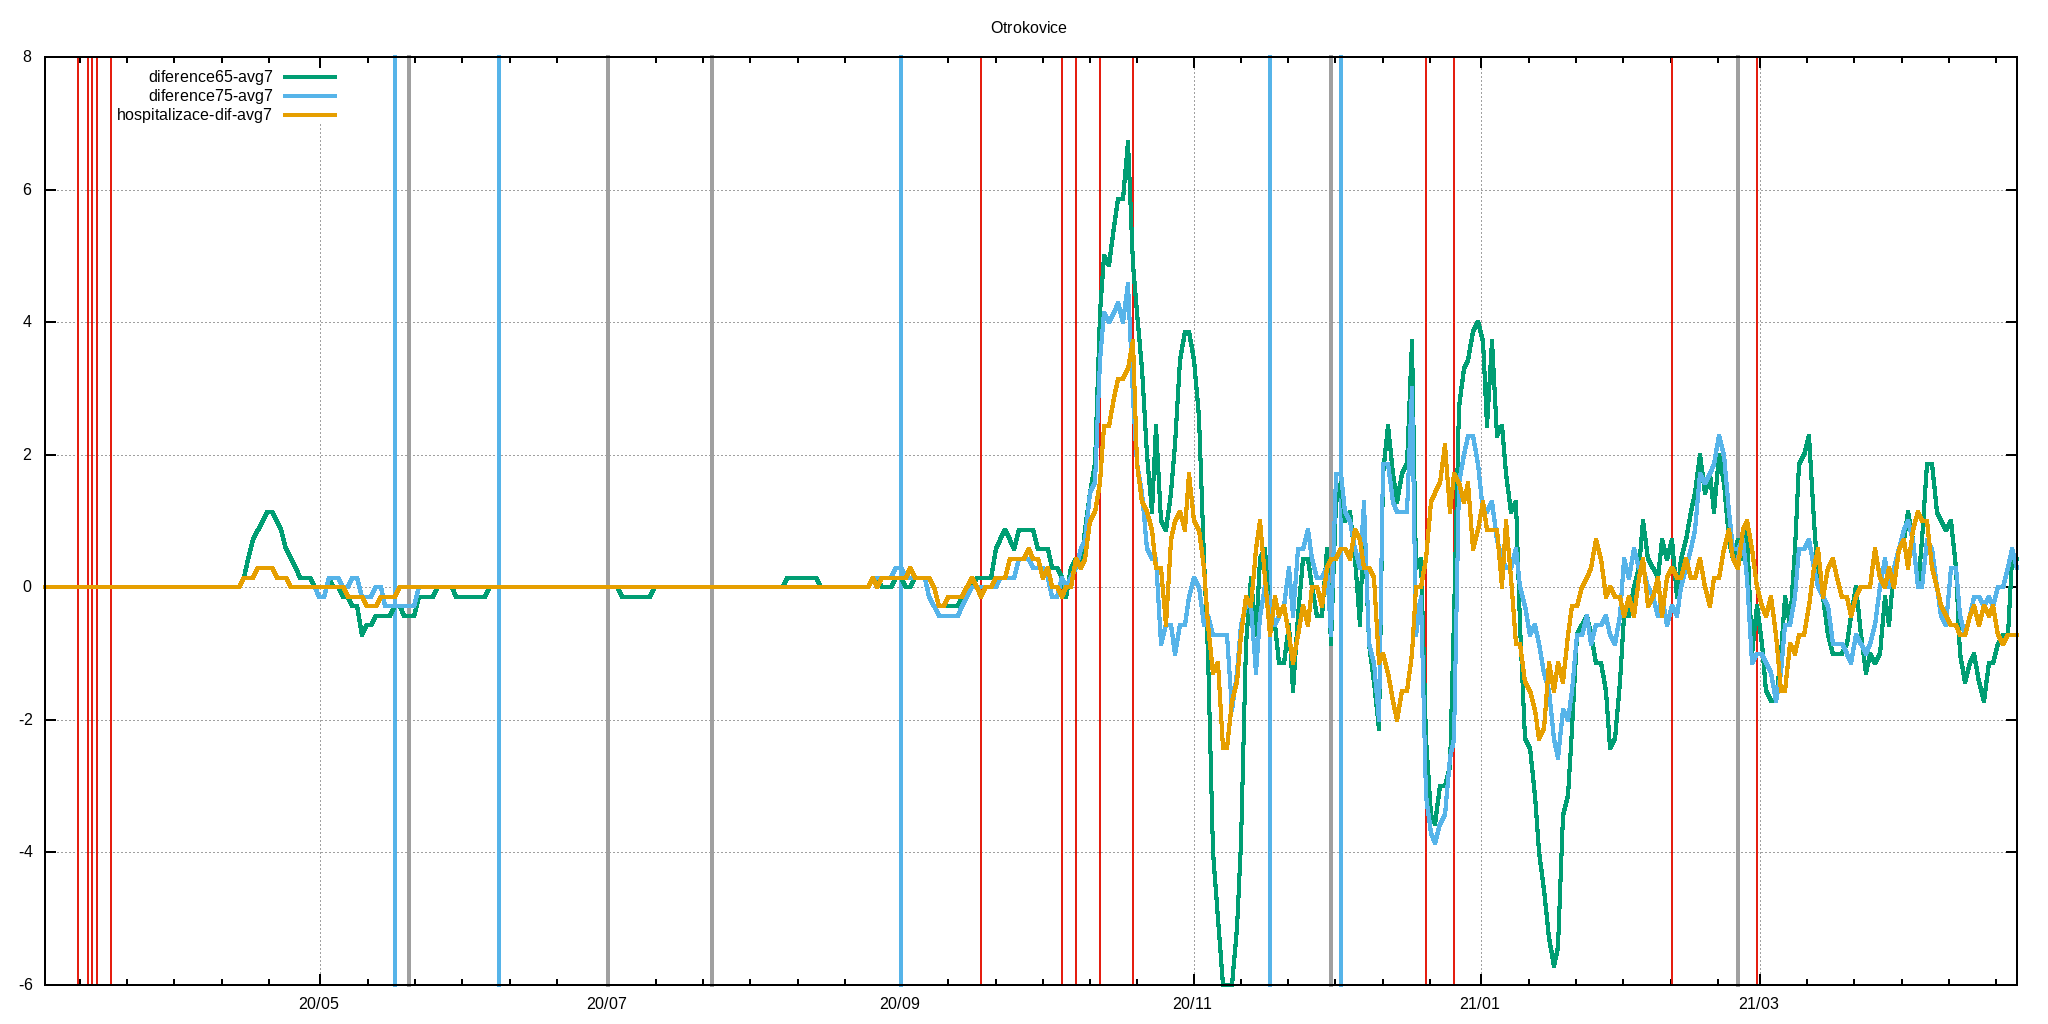 Otrokovice
8
diference65-avg7
diference75-avg7
hospitalizace-dif-avg7
6
4
2
0
-2
-4
-6
20/05 20/07 20/09 20/11 21/01 21/03